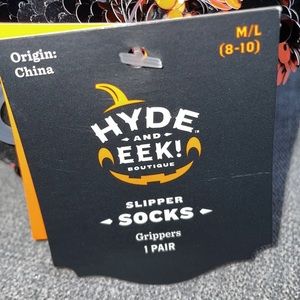 Origin:
China
M/L
(8-10)
HYDE
AND
EEK!
BOUTIQUE
SLIPPER
SOCKS
Grippers
1 PAIR